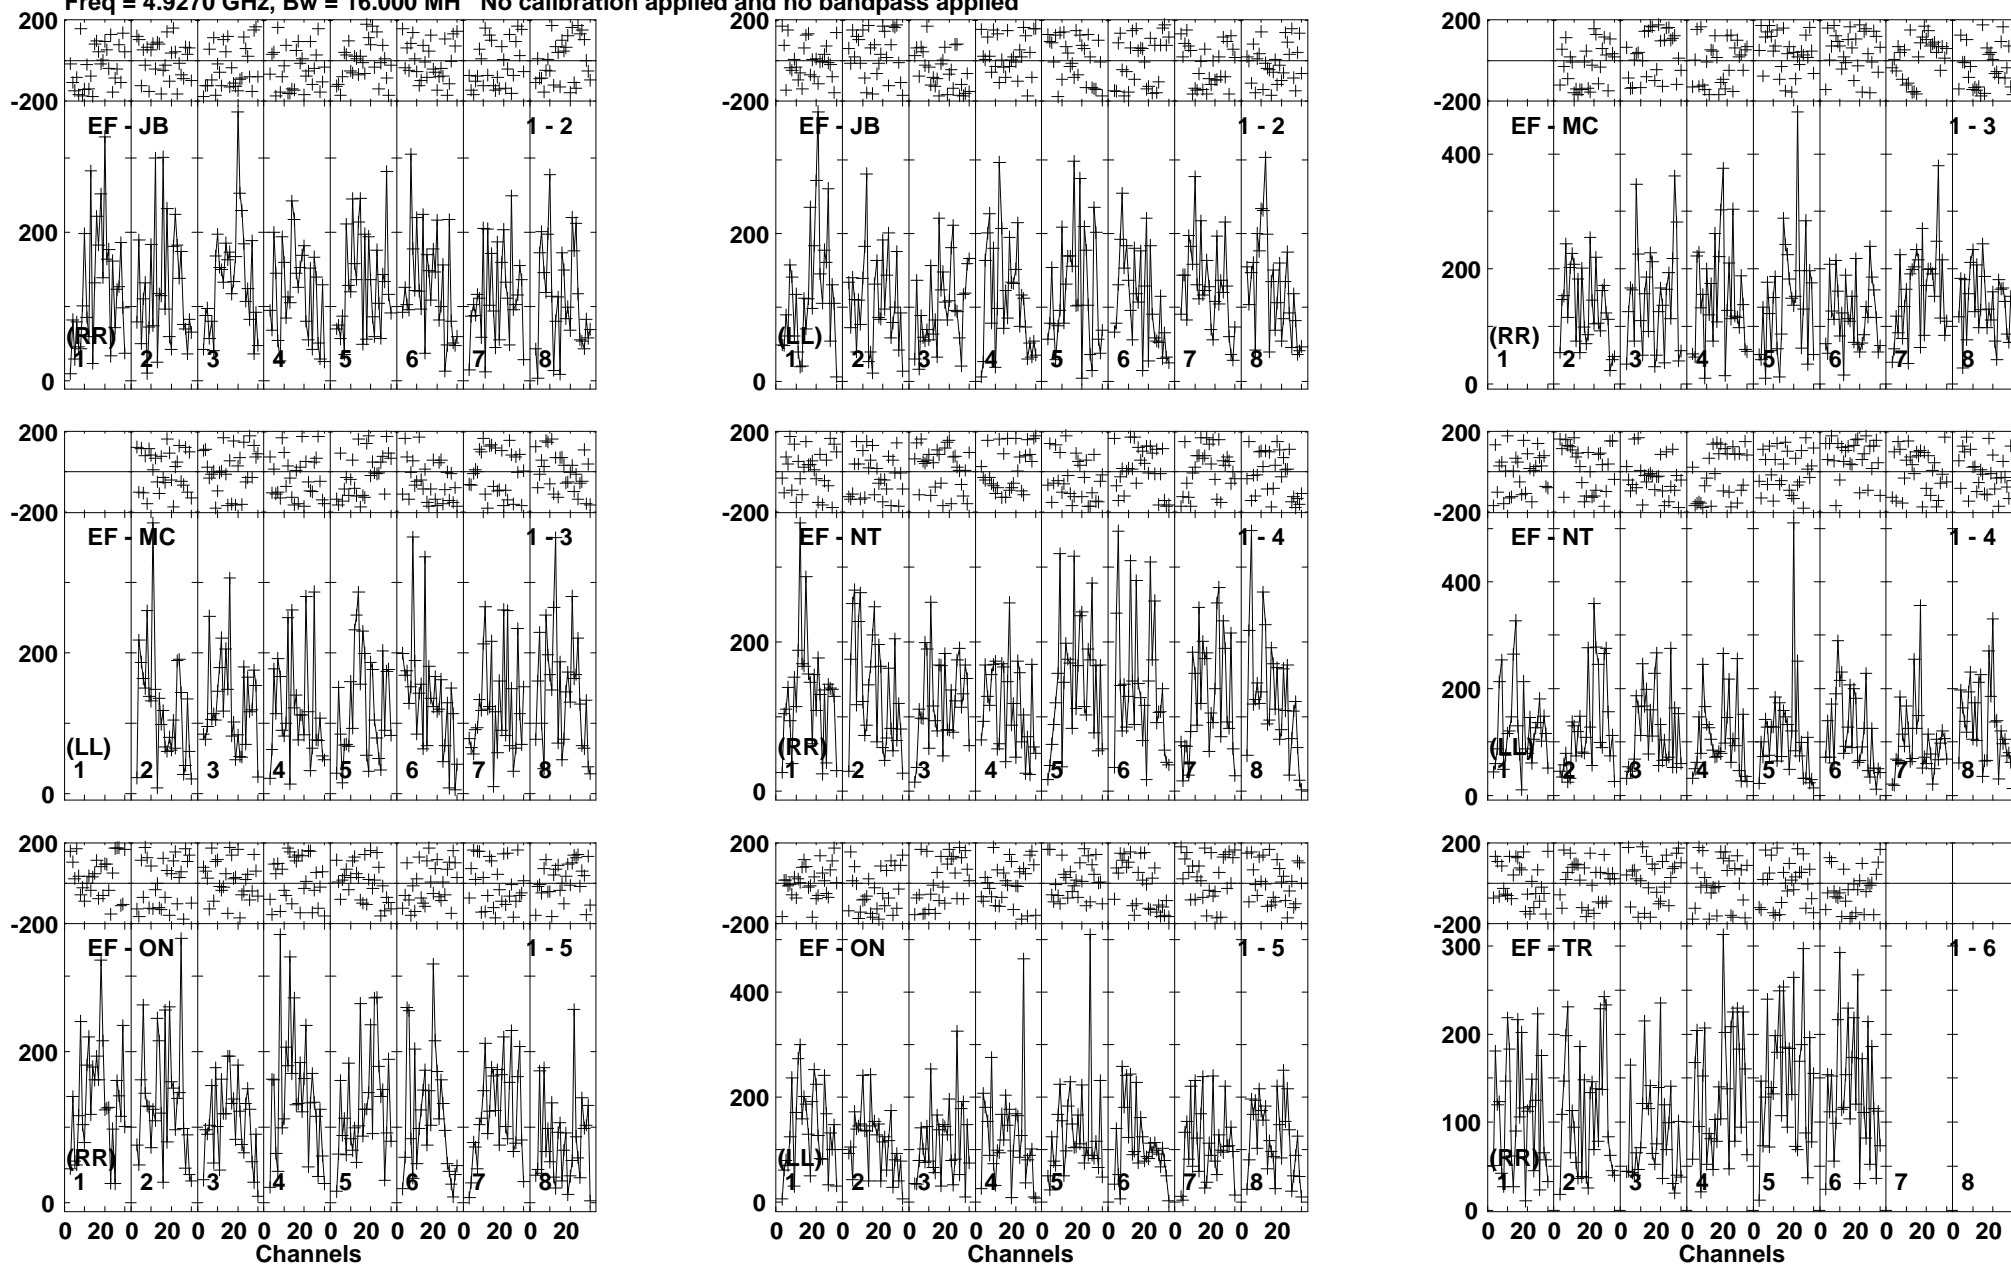 Freq = 4.9270 GHz, Bw = 16.000 MH No calibration applied and no bandpass applied
200 200 200
-200 -200 -200
EF - JB 1 - 2 EF - JB 1 - 2 EF - MC 1 - 3
400
200 200 200
(RR) (LL) (RR)
1 2 3 4 5 6 7 8 1 2 3 4 5 6 7 8 1 2 3 4 5 6 7 8
0 0 0
200 200 200
-200 -200 -200
EF - MC 1 - 3 EF - NT 1 - 4 EF - NT 1 - 4
400
200 200 200
(LL) (RR) (LL)
1 2 3 4 5 6 7 8 1 2 3 4 5 6 7 8 1 2 3 4 5 6 7 8
0 0 0
200 200 200
-200 -200 -200
EF - ON 1 - 5 EF - ON 1 - 5 EF - TR 1 - 6
300
400
200 200 200
100
(RR) (LL) (RR)
1 2 3 4 5 6 7 8 1 2 3 4 5 6 7 8 1 2 3 4 5 6 7 8
0 0 0
0 20 0 20 0 20 0 20 0 20 0 20 0 20 0 20 0 20 0 20 0 20 0 20 0 20 0 20 0 20 0 20 0 20 0 20 0 20 0 20 0 20 0 20 0 20 0 20
Channels Channels Channels